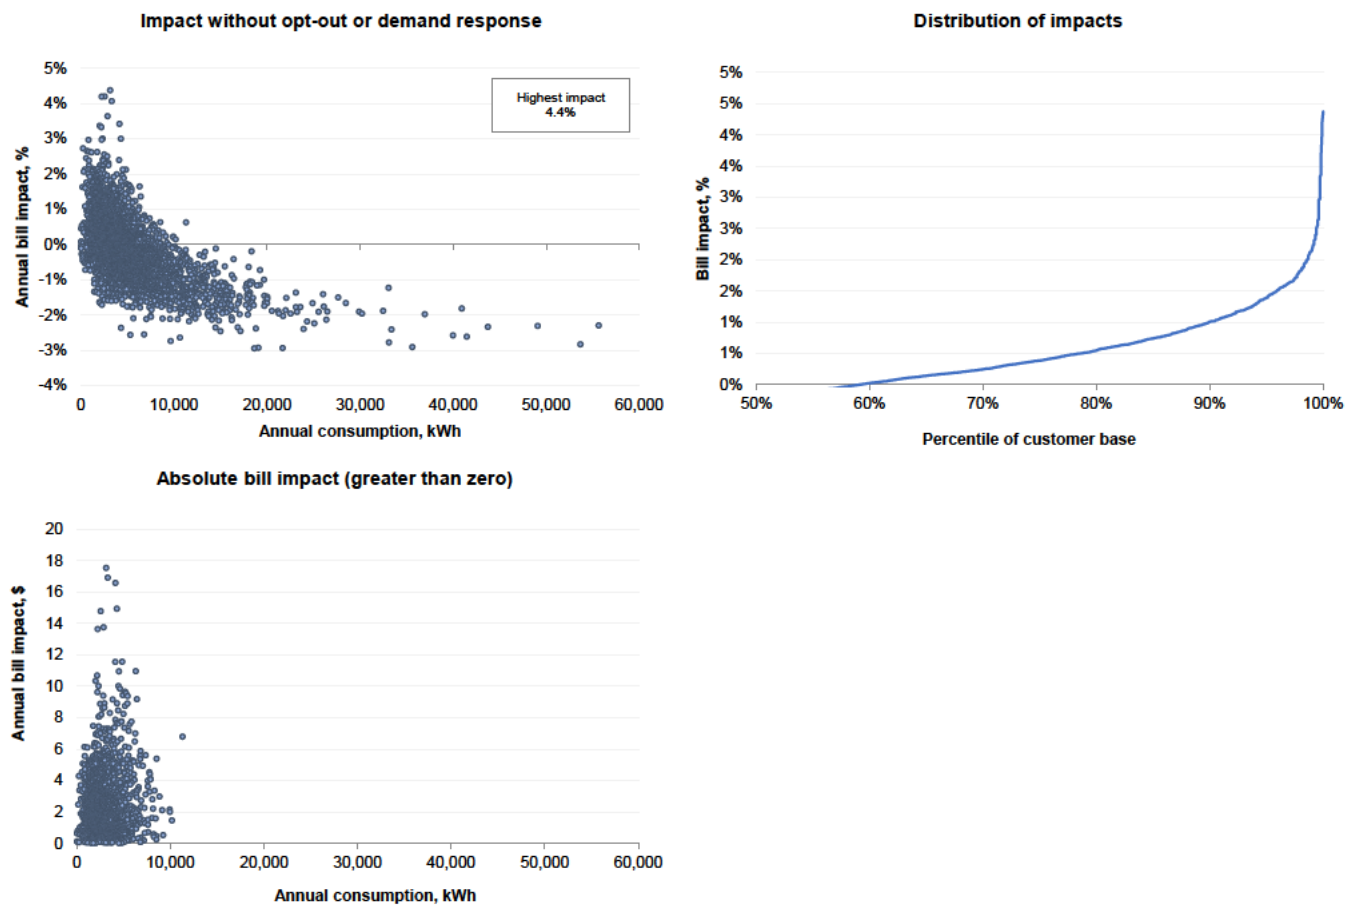 Impact without opt-out or demand response
Annual bill impact, %
5%
4%
3%
2%
1%
0%
-1%
-2%
-3%
-4%
Highest impact
4.4%
0 10,000 20,000 30,000 40,000 50,000 60,000
Annual consumption, kWh
Distribution of impacts
Bill impact, %
5%
5%
4%
4%
3%
3%
2%
2%
1%
1%
0%
50% 60% 70% 80% 90% 100%
Percentile of customer base
Absolute bill impact (greater than zero)
Annual bill impact, $
20
18
16
14
12
10
8
6
4
2
0
0 10,000 20,000 30,000 40,000 50,000 60,000
Annual consumption, kWh